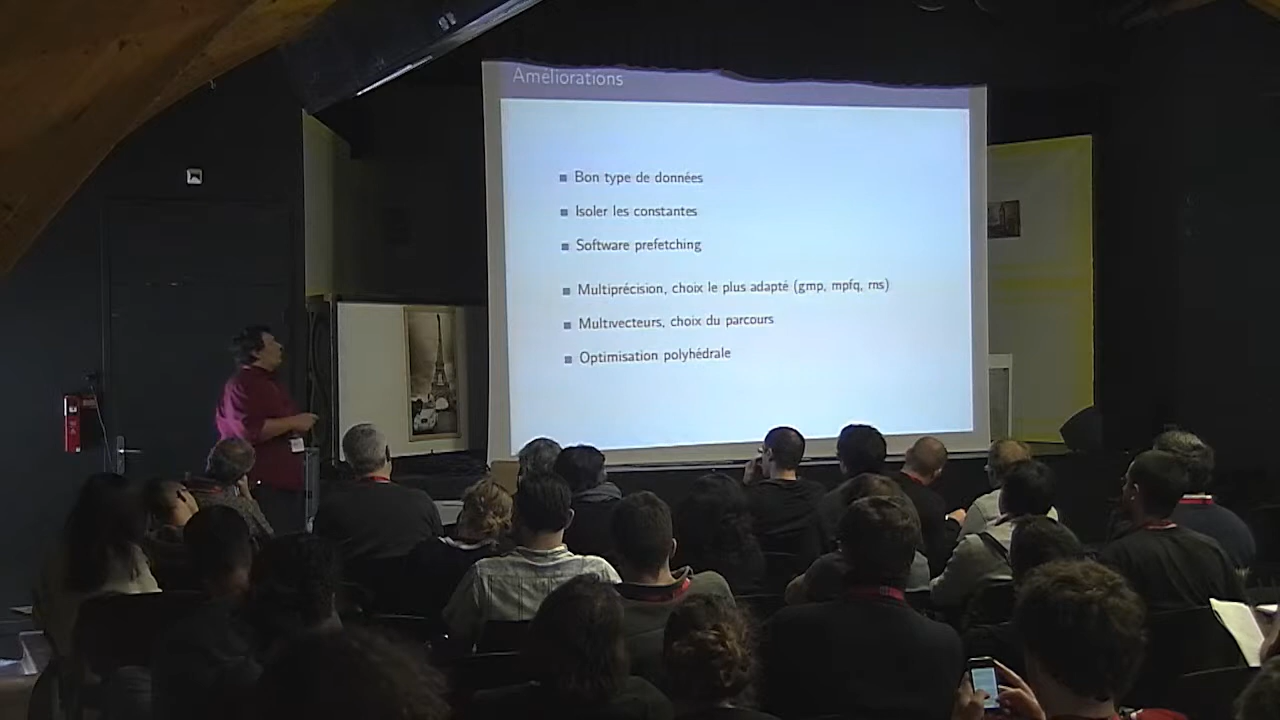 Améliorations
Bon type de données
Isoler les constantes
Software prefetching
Multiprécision, choix le plus adapté (gmp, mpfq, rns)
Multivecteurs, choix du parcours
Optimisation polyhédrale